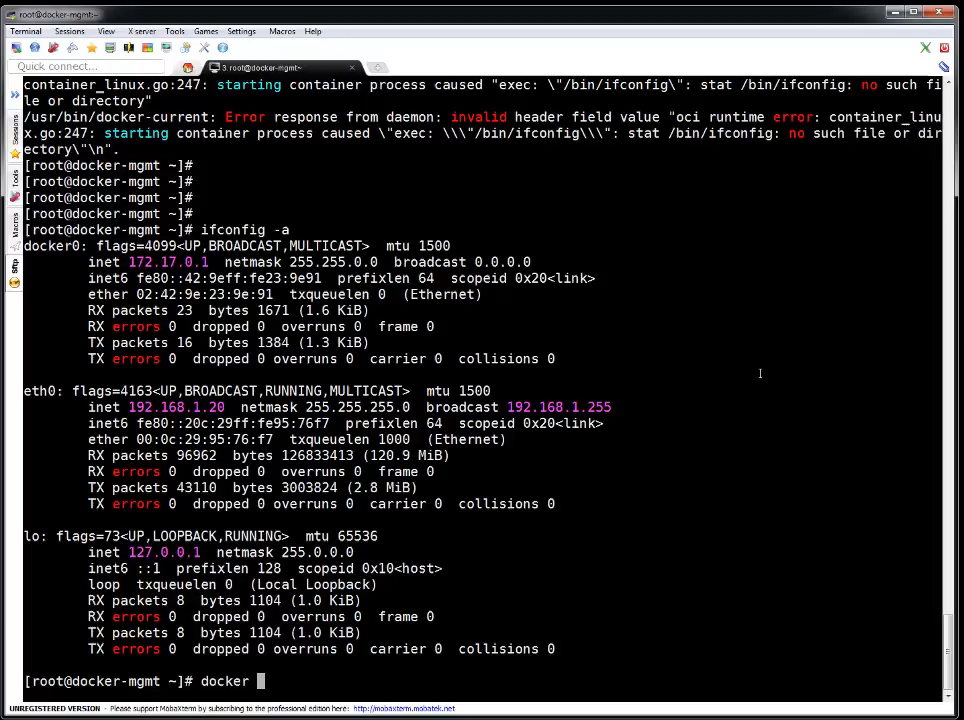 root@docker-mgmt:~
Terminal Sessions View X server Tools Games Settings Macros Help
Quick connect...
3. root@docker-mgmt:~
Sessions
Tools
Macros
Sftp
container_linux.go:247: starting container process caused "exec: \"/bin/ifconfig\": stat /bin/ifconfig: no such fi
le or directory"
/usr/bin/docker-current: Error response from daemon: invalid header field value "oci runtime error: container_linu
x.go:247: starting container process caused \"exec: \\\"/bin/ifconfig\\\": stat /bin/ifconfig: no such file or dir
ectory\"\n".
[root@docker-mgmt ~]#
[root@docker-mgmt ~]#
[root@docker-mgmt ~]#
[root@docker-mgmt ~]#
[root@docker-mgmt ~]# ifconfig -a
docker0: flags=4099<UP,BROADCAST,MULTICAST>  mtu 1500
        inet 172.17.0.1  netmask 255.255.0.0  broadcast 0.0.0.0
        inet6 fe80::42:9eff:fe23:9e91  prefixlen 64  scopeid 0x20<link>
        ether 02:42:9e:23:9e:91  txqueuelen 0  (Ethernet)
        RX packets 23  bytes 1671 (1.6 KiB)
        RX errors 0  dropped 0  overruns 0  frame 0
        TX packets 16  bytes 1384 (1.3 KiB)
        TX errors 0  dropped 0 overruns 0  carrier 0  collisions 0
eth0: flags=4163<UP,BROADCAST,RUNNING,MULTICAST>  mtu 1500
        inet 192.168.1.20  netmask 255.255.255.0  broadcast 192.168.1.255
        inet6 fe80::20c:29ff:fe95:76f7  prefixlen 64  scopeid 0x20<link>
        ether 00:0c:29:95:76:f7  txqueuelen 1000  (Ethernet)
        RX packets 96962  bytes 126833413 (120.9 MiB)
        RX errors 0  dropped 0  overruns 0  frame 0
        TX packets 43110  bytes 3003824 (2.8 MiB)
        TX errors 0  dropped 0 overruns 0  carrier 0  collisions 0
lo: flags=73<UP,LOOPBACK,RUNNING>  mtu 65536
        inet 127.0.0.1  netmask 255.0.0.0
        inet6 ::1  prefixlen 128  scopeid 0x10<host>
        loop  txqueuelen 0  (Local Loopback)
        RX packets 8  bytes 1104 (1.0 KiB)
        RX errors 0  dropped 0  overruns 0  frame 0
        TX packets 8  bytes 1104 (1.0 KiB)
        TX errors 0  dropped 0 overruns 0  carrier 0  collisions 0
[root@docker-mgmt ~]# docker
UNREGISTERED VERSION - Please support MobaXterm by subscribing to the professional edition here: http://mobaxterm.mobatek.net